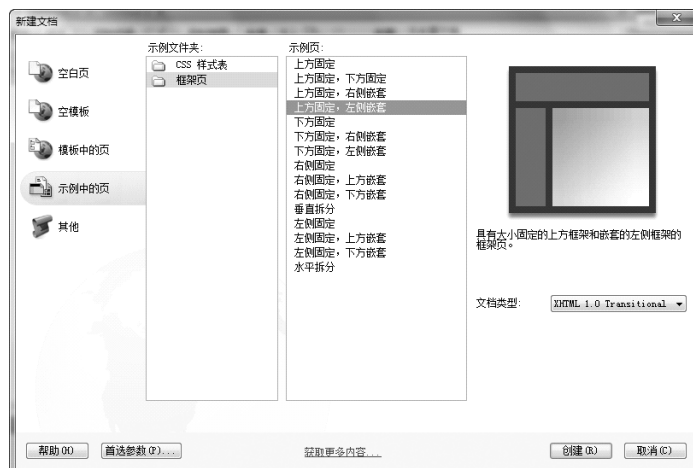 新建文档
空白页
空模板
模板中的页
示例中的页
其他
示例文件夹:
CSS 样式表
框架页
示例页:
上方固定
上方固定，下方固定
上方固定，右侧嵌套
上方固定，左侧嵌套
下方固定
下方固定，右侧嵌套
下方固定，左侧嵌套
右侧固定
右侧固定，上方嵌套
右侧固定，下方嵌套
垂直拆分
左侧固定
左侧固定，上方嵌套
左侧固定，下方嵌套
水平拆分
具有大小固定的上方框架和嵌套的左侧框架的
框架页。
文档类型:
XHTML 1.0 Transitional
帮助(H)
首选参数(P)...
获取更多内容...
创建(R)
取消(C)